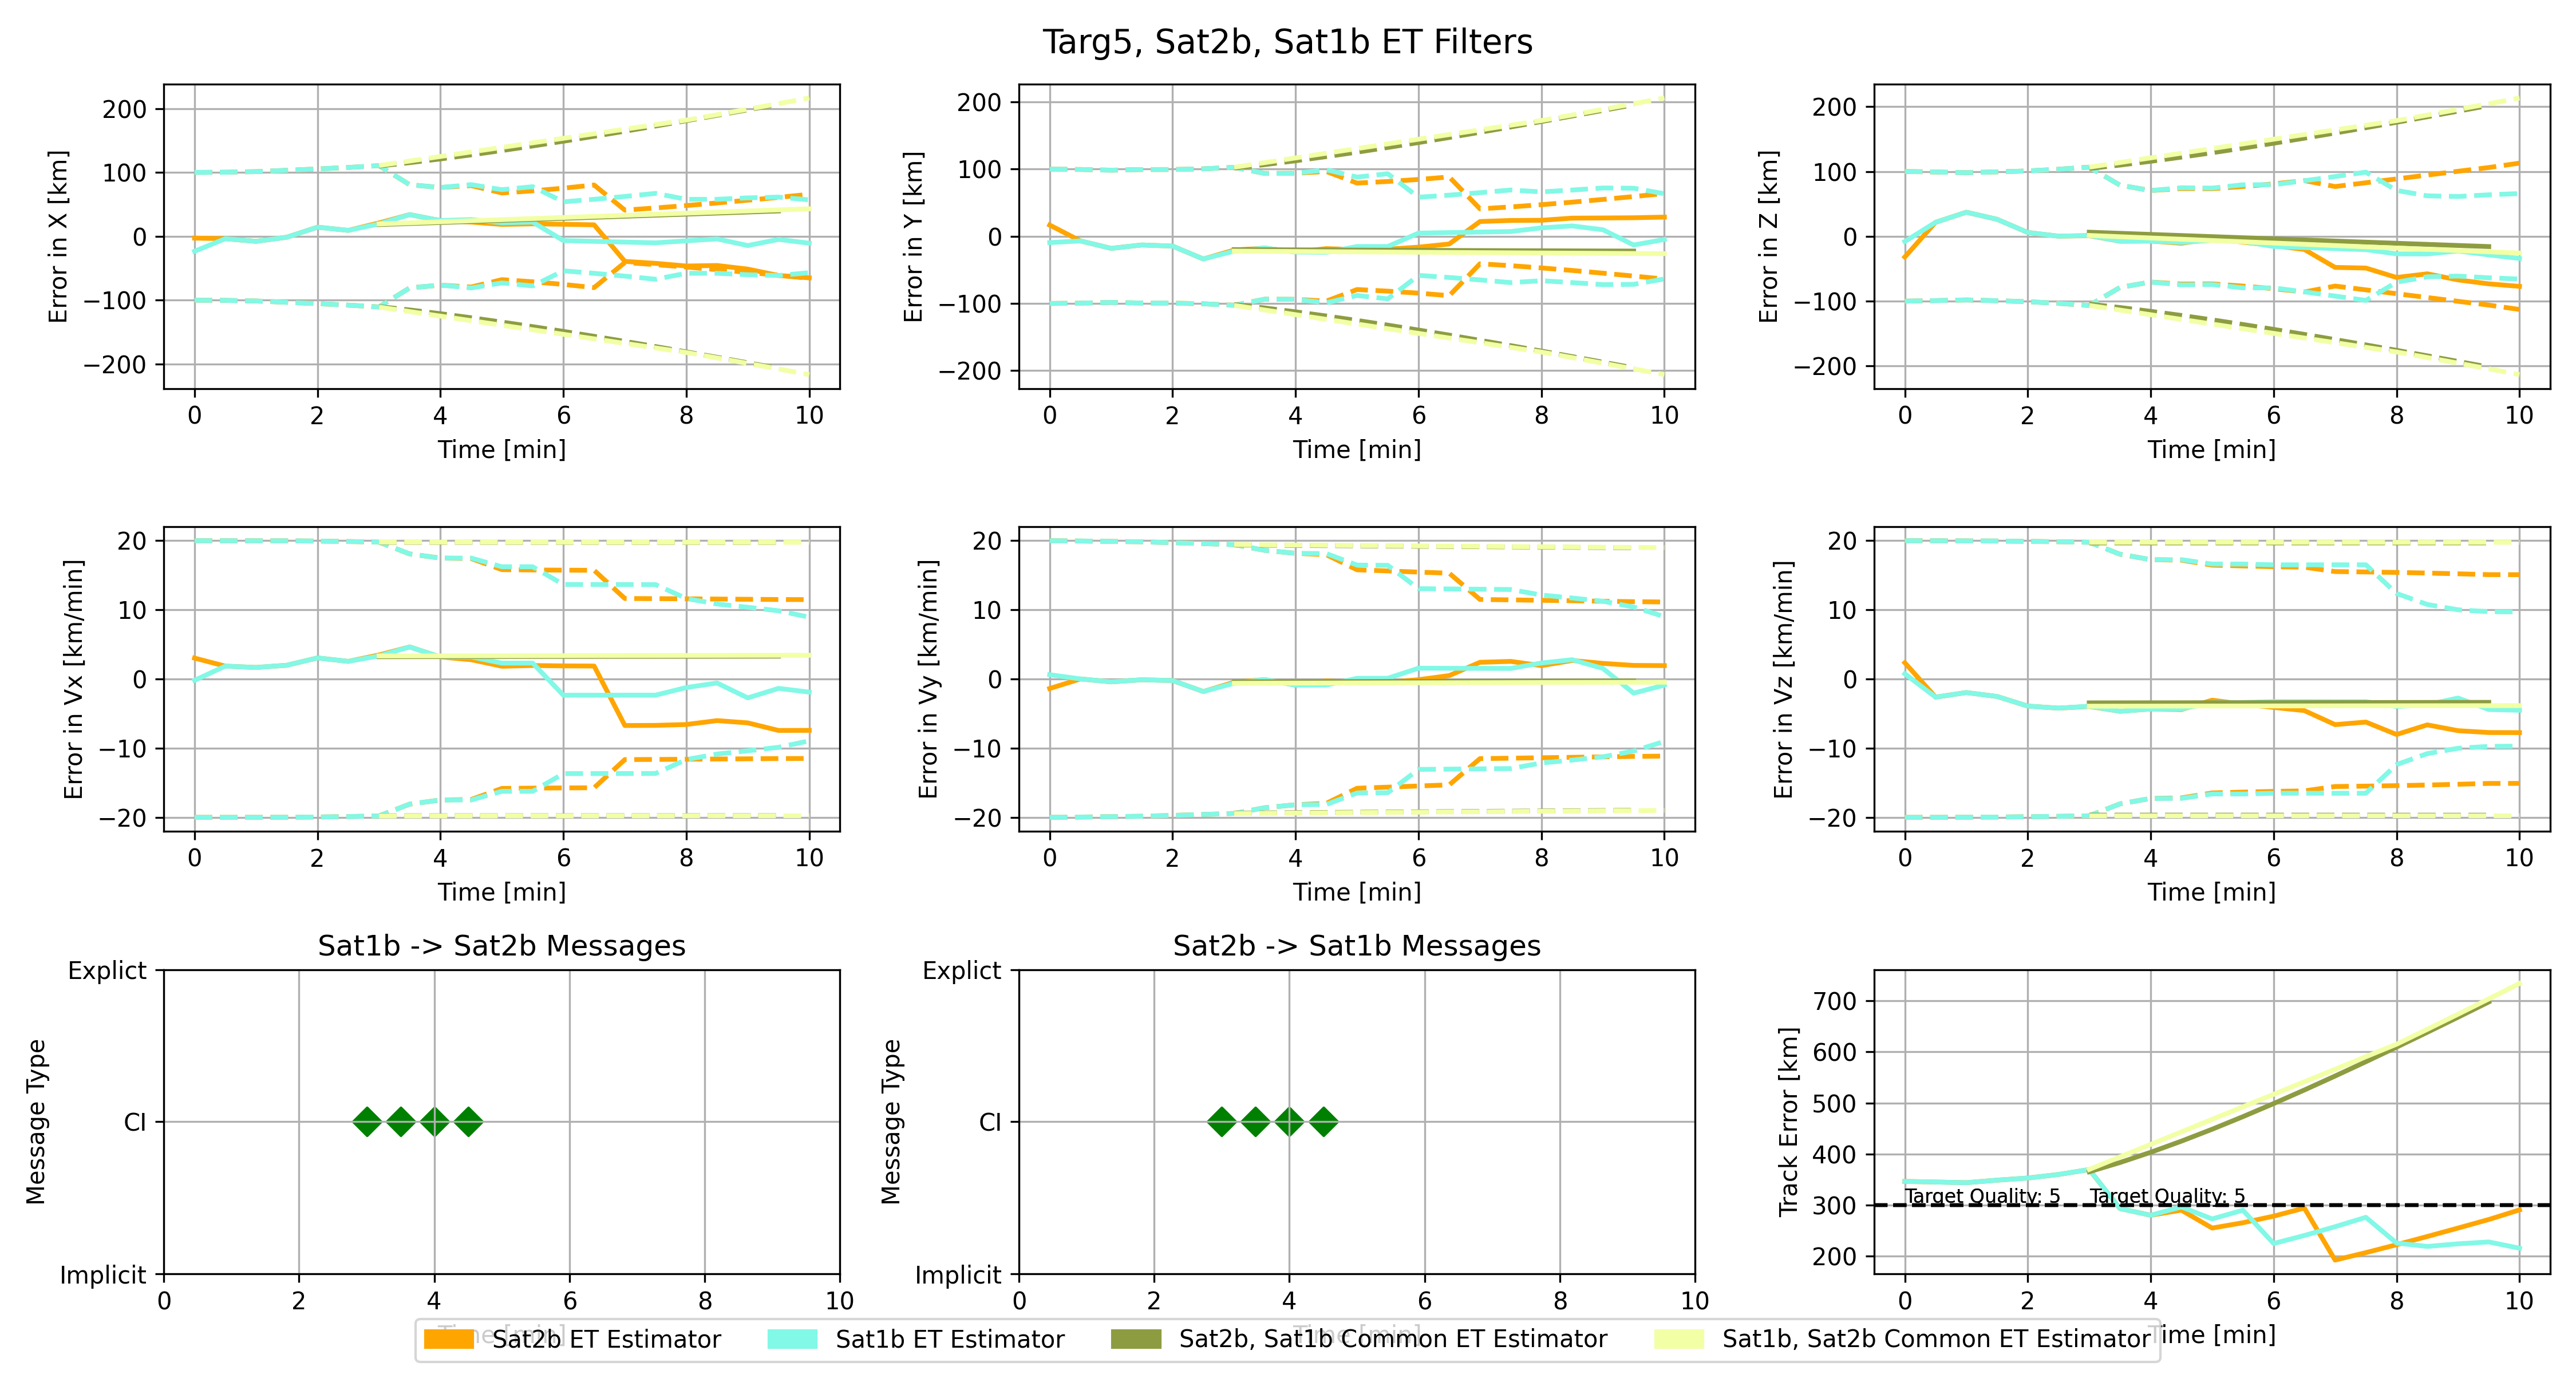 Targ5, Sat2b, Sat1b ET Filters
Error in X [km]
200
100
0
−100
−200
0 2 4 6 8 10
Time [min]
Error in Y [km]
200
100
0
−100
−200
0 2 4 6 8 10
Time [min]
Error in Z [km]
200
100
0
−100
−200
0 2 4 6 8 10
Time [min]
Error in Vx [km/min]
20
10
0
−10
−20
0 2 4 6 8 10
Time [min]
Error in Vy [km/min]
20
10
0
−10
−20
0 2 4 6 8 10
Time [min]
Error in Vz [km/min]
20
10
0
−10
−20
0 2 4 6 8 10
Time [min]
Sat1b -> Sat2b Messages
Message Type
Explict
CI
Implicit
0 2 4 6 8 10
Time [min]
Sat2b -> Sat1b Messages
Message Type
Explict
CI
Implicit
0 2 4 6 8 10
Time [min]
Track Error [km]
700
600
500
400
300
200
Target Quality: 5 Target Quality: 5
0 2 4 6 8 10
Time [min]
Sat2b ET Estimator Sat1b ET Estimator Sat2b, Sat1b Common ET Estimator Sat1b, Sat2b Common ET Estimator